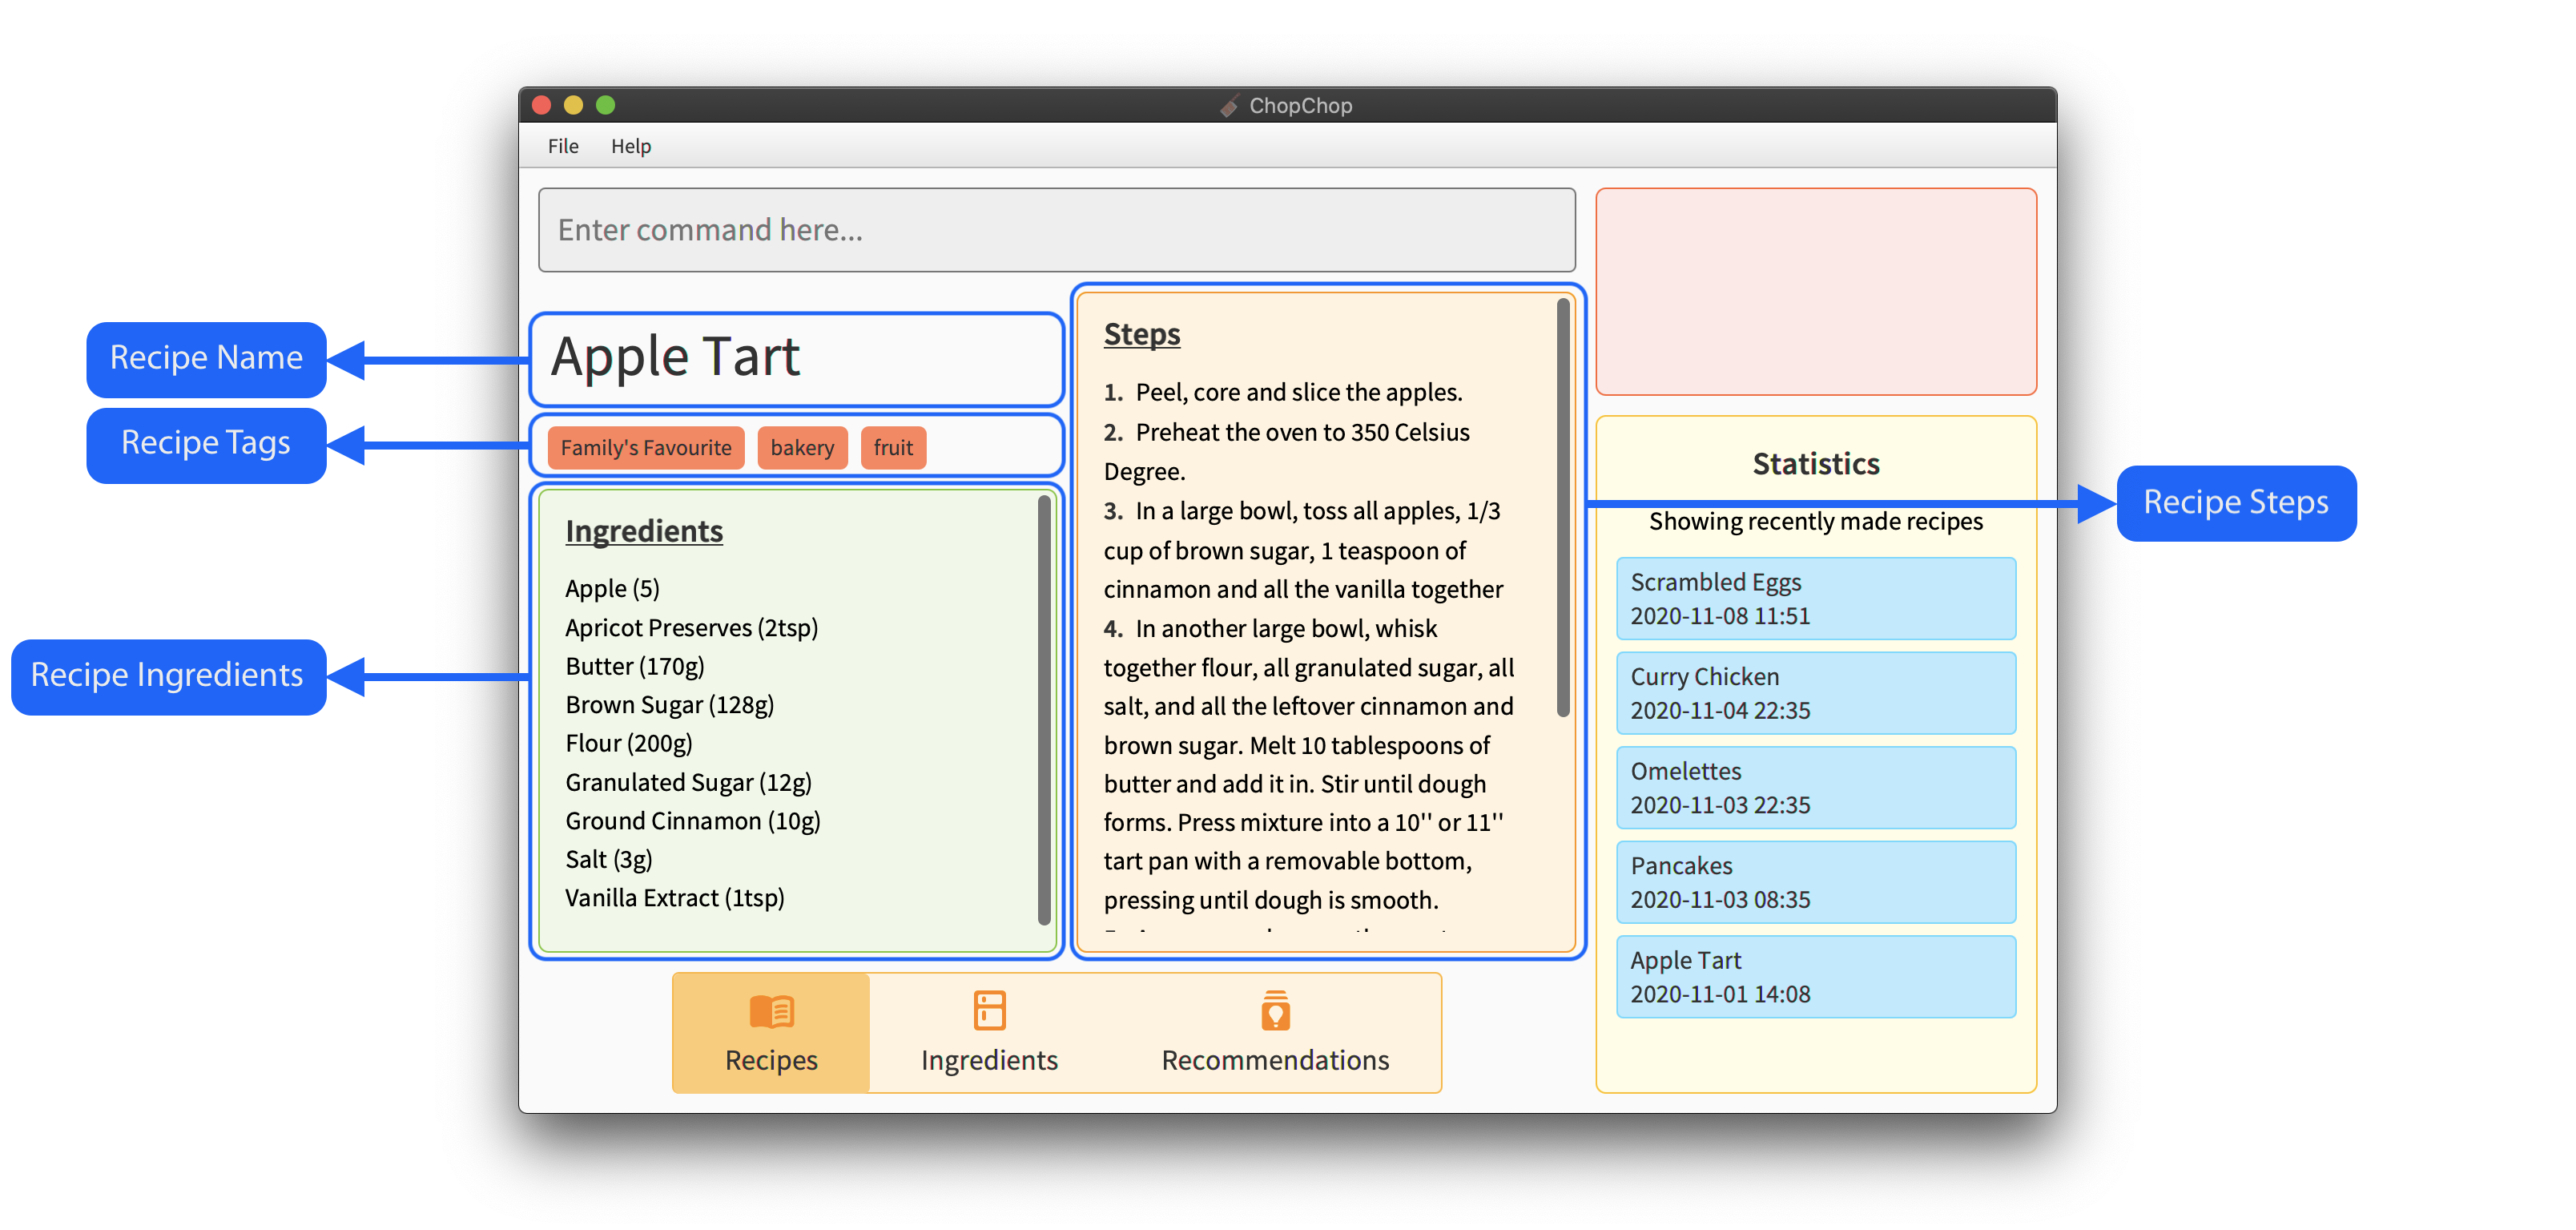 ChopChop
File Help
Enter command here...
Recipe Name
Apple Tart
Recipe Tags
Family's Favourite bakery fruit
Recipe Ingredients
Ingredients
Apple (5)
Apricot Preserves (2tsp)
Butter (170g)
Brown Sugar (128g)
Flour (200g)
Granulated Sugar (12g)
Ground Cinnamon (10g)
Salt (3g)
Vanilla Extract (1tsp)
Steps
1. Peel, core and slice the apples.
2. Preheat the oven to 350 Celsius
Degree.
3. In a large bowl, toss all apples, 1/3
cup of brown sugar, 1 teaspoon of
cinnamon and all the vanilla together
4. In another large bowl, whisk
together flour, all granulated sugar, all
salt, and all the leftover cinnamon and
brown sugar. Melt 10 tablespoons of
butter and add it in. Stir until dough
forms. Press mixture into a 10'' or 11''
tart pan with a removable bottom,
pressing until dough is smooth.
Recipe Steps
Statistics
Showing recently made recipes
Scrambled Eggs
2020-11-08 11:51
Curry Chicken
2020-11-04 22:35
Omelettes
2020-11-03 22:35
Pancakes
2020-11-03 08:35
Apple Tart
2020-11-01 14:08
Recipes Ingredients Recommendations